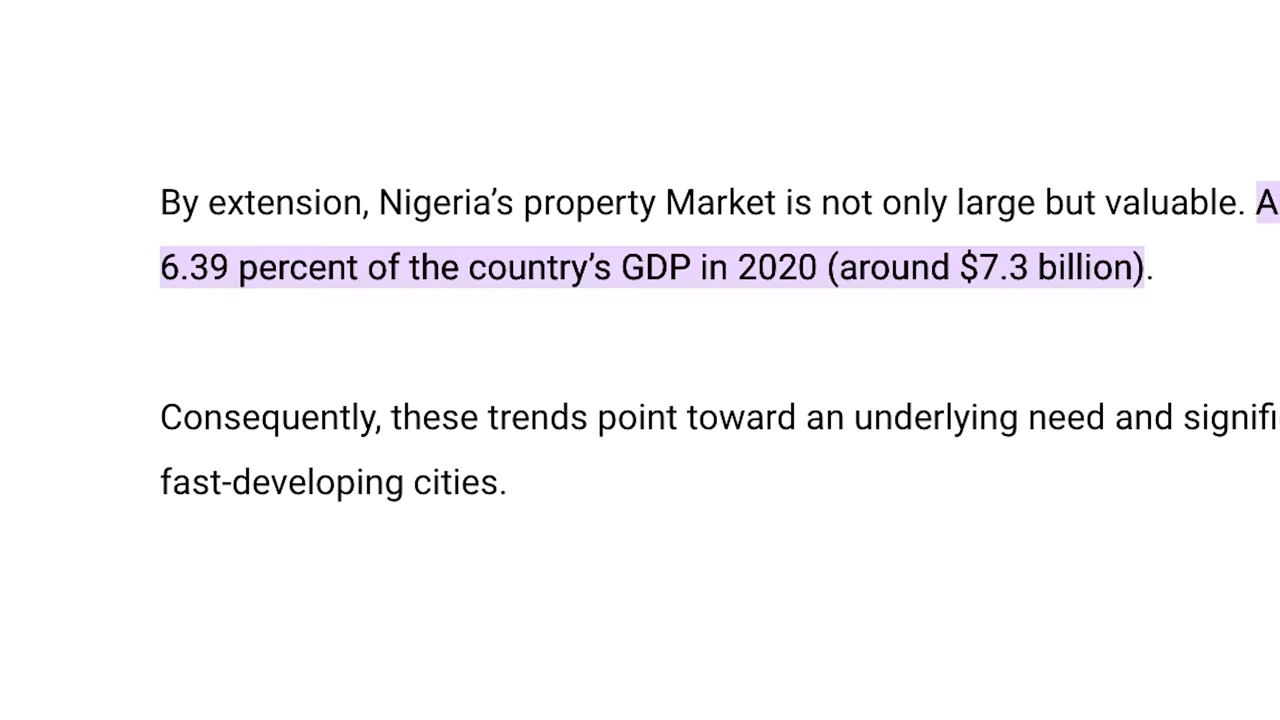 By extension, Nigeria’s property Market is not only large but valuable. A
6.39 percent of the country’s GDP in 2020 (around $7.3 billion).
Consequently, these trends point toward an underlying need and
fast-developing cities.